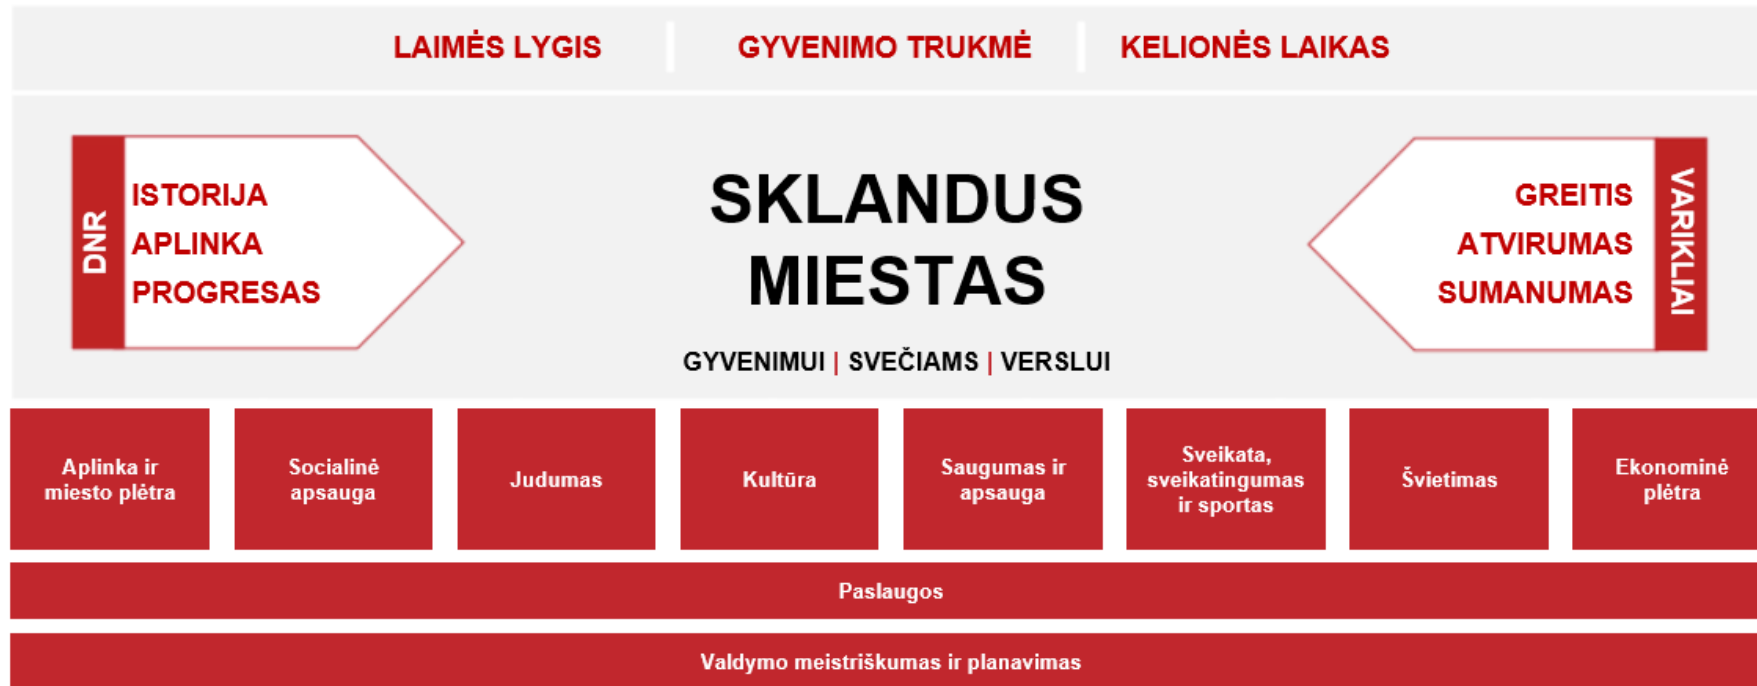 LAIMĖS LYGIS
GYVENIMO TRUKMĖ
KELIONĖS LAIKAS
DNR
ISTORIJA
APLINKA
PROGRESAS
SKLANDUS
MIESTAS
GYVENIMUI | SVEČIAMS | VERSLUI
GREITIS
ATVIRUMAS
SUMANUMAS
VARIKLIAI
Aplinka ir
miesto plėtra
Socialinė
apsauga
Judumas
Kultūra
Saugumas ir
apsauga
Sveikata,
sveikatingumas
ir sportas
Švietimas
Ekonominė
plėtra
Paslaugos
Valdymo meistriškumas ir planavimas